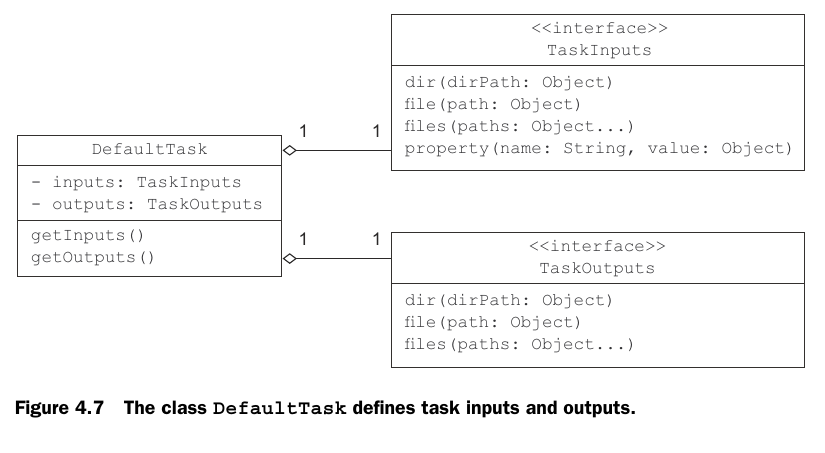 <<interface>>
TaskInputs
dir(dirPath: Object)
file(path: Object)
files(paths: Object...)
property(name: String, value: Object)
DefaultTask
- inputs: TaskInputs
- outputs: TaskOutputs
getInputs()
getOutputs()
1 1
1 1
<<interface>>
TaskOutputs
dir(dirPath: Object)
file(path: Object)
files(paths: Object...)
Figure 4.7 The class DefaultTask defines task inputs and outputs.